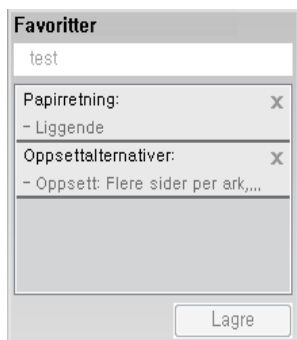 Favoritter
test
Papirretning:
X
- Liggende
Oppsettalternativer:
X
- Oppsett: Flere sider per ark,...
Lagre